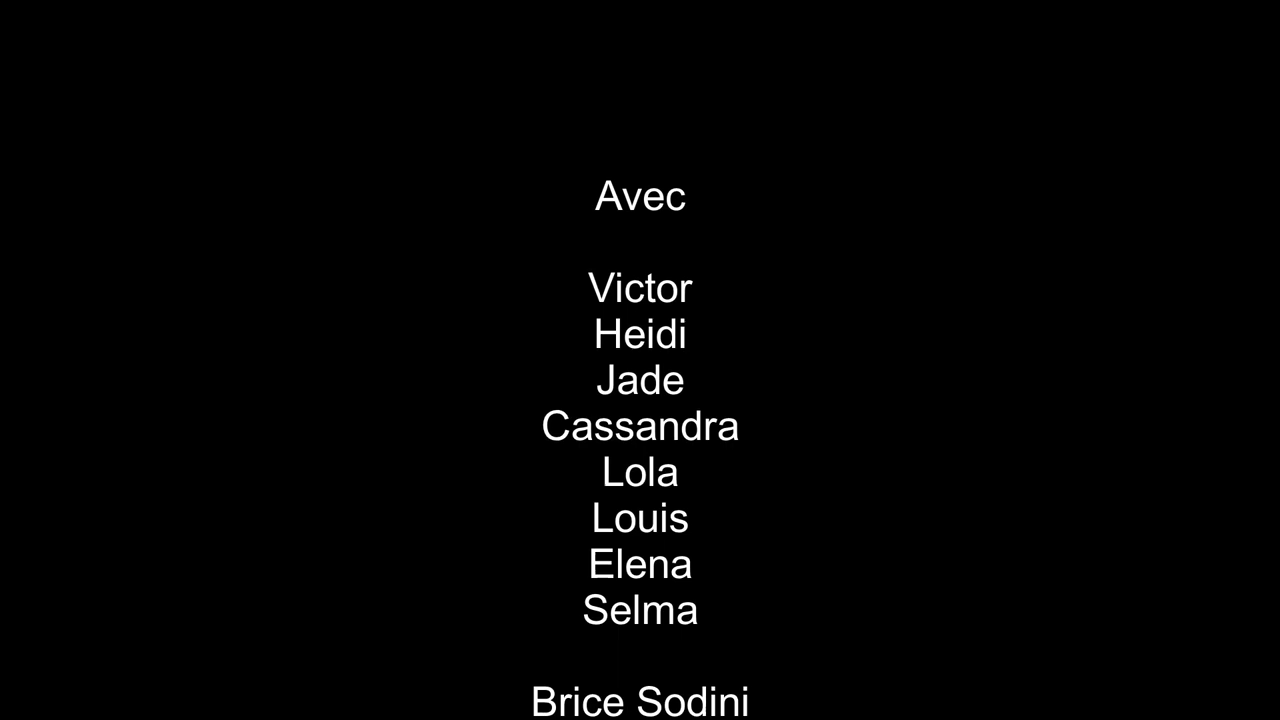 Avec
Victor
Heidi
Jade
Cassandra
Lola
Louis
Elena
Selma
Brice Sodini